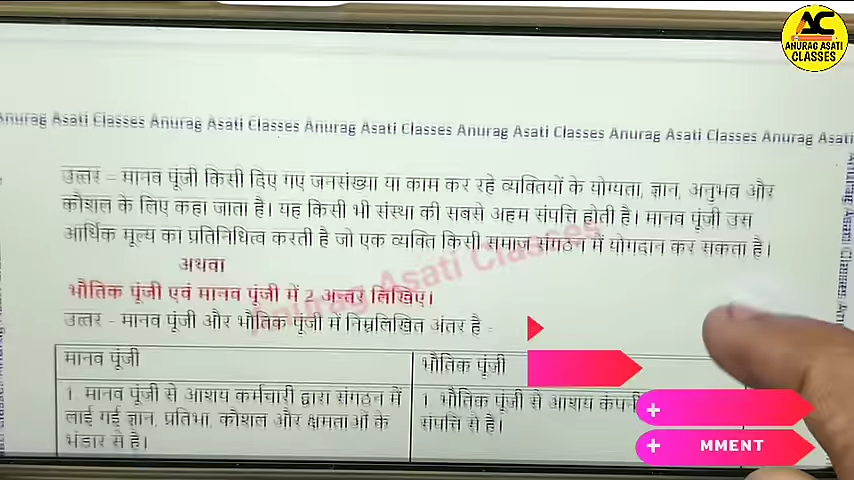 AC
ANURAG ASATI
CLASSES
Anurag Asati Classes Anurag Asati Classes Anurag Asati Classes Anurag Asati Classes Anurag Asati Classes Anurag Asati
उत्तर – मानव पूंजी किसी दिए गए जनसंख्या या काम कर रहे व्यक्तियों के योग्यता, ज्ञान, अनुभव और
कौशल के लिए कहा जाता है। यह किसी भी संस्था की सबसे अहम संपत्ति होती है। मानव पूंजी उस
आर्थिक मूल्य का प्रतिनिधित्व करती है जो एक व्यक्ति किसी समाज संगठन में योगदान कर सकता है।
अथवा
भौतिक पूंजी एवं मानव पूंजी में 2 अन्तर लिखिए।
उत्तर - मानव पूंजी और भौतिक पूंजी में निम्नलिखित अंतर है -
मानव पूंजी
भौतिक पूंजी
1 मानव पूंजी से आशय कर्मचारी द्वारा संगठन में
लाई गई ज्ञान, प्रतिभा, कौशल और क्षमताओं के
भंडार से है।
1 भौतिक पूंजी से आशय कंपनी
संपत्ति से है।
Anurag Asati Classes
MMENT